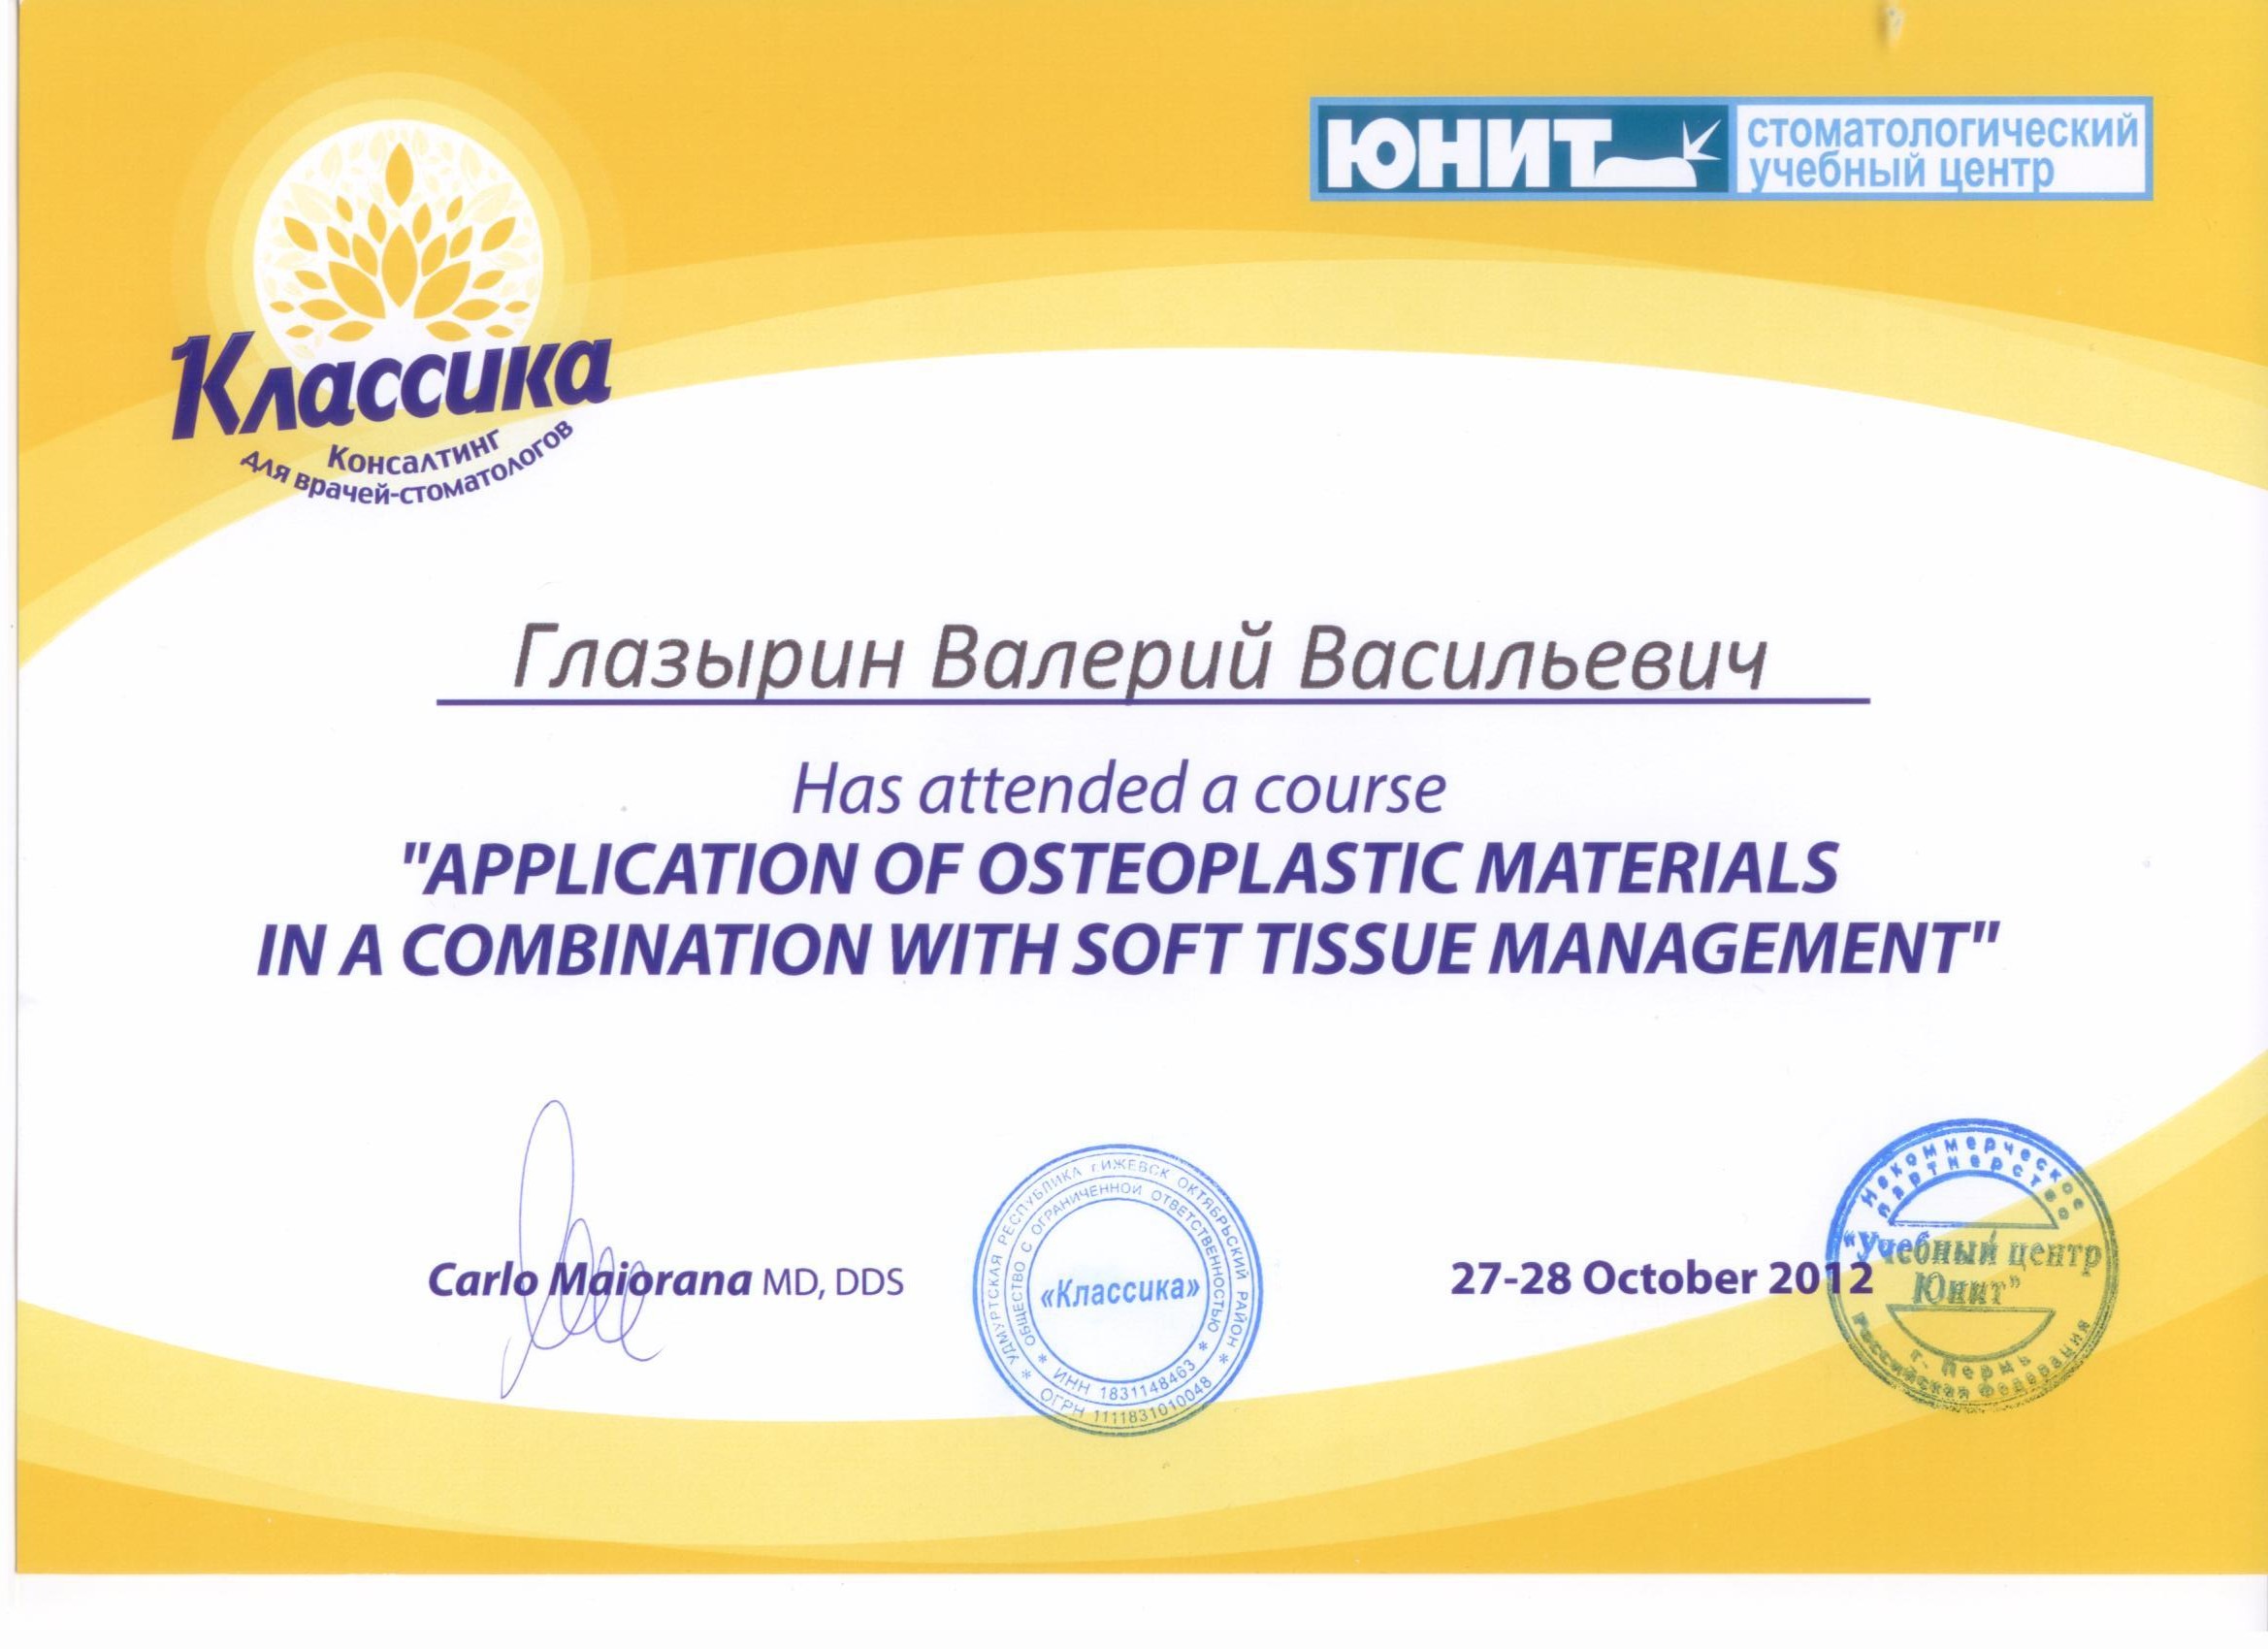 Классика
Консалтинг
для врачей-стоматологов
ЮНИТ
стоматологический
учебный центр
Глазырин Валерий Васильевич
Has attended a course
"APPLICATION OF OSTEOPLASTIC MATERIALS
IN A COMBINATION WITH SOFT TISSUE MANAGEMENT"
Carlo Maiorana MD, DDS
УДМУРТСКАЯ РЕСПУБЛИКА г.ИЖЕВСК ОКТЯБРЬСКИЙ РАЙОН
ОБЩЕСТВО С ОГРАНИЧЕННОЙ ОТВЕТСТВЕННОСТЬЮ
«Классика»
* ИНН 1831148463 *
* ОГРН 1111831010048 *
27-28 October 2012
Некоммерческое
партнерство
«Учебный центр
Юнит"
г. Пермь
Российская Федерация